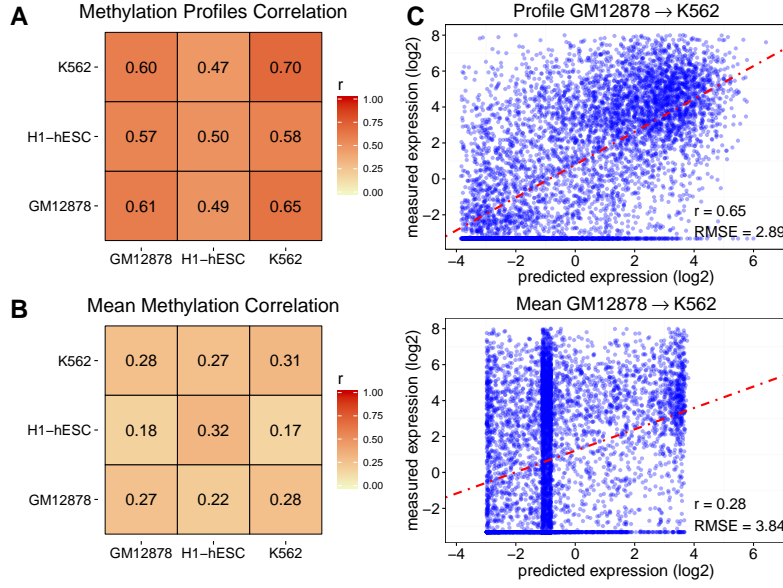 A
Methylation Profiles Correlation
K562
0.60 0.47 0.70
H1−hESC
0.57 0.50 0.58
GM12878
0.61 0.49 0.65
GM12878 H1−hESC K562
r
1.00
0.75
0.50
0.25
0.00
B
Mean Methylation Correlation
K562
0.28 0.27 0.31
H1−hESC
0.18 0.32 0.17
GM12878
0.27 0.22 0.28
GM12878 H1−hESC K562
r
1.00
0.75
0.50
0.25
0.00
C
Profile GM12878 → K562
measured expression (log2)
8
6
4
2
0
−2
r = 0.65
RMSE = 2.89
−4 −2 0 2 4 6
predicted expression (log2)
Mean GM12878 → K562
measured expression (log2)
8
6
4
2
0
−2
r = 0.28
RMSE = 3.84
−4 −2 0 2 4 6
predicted expression (log2)